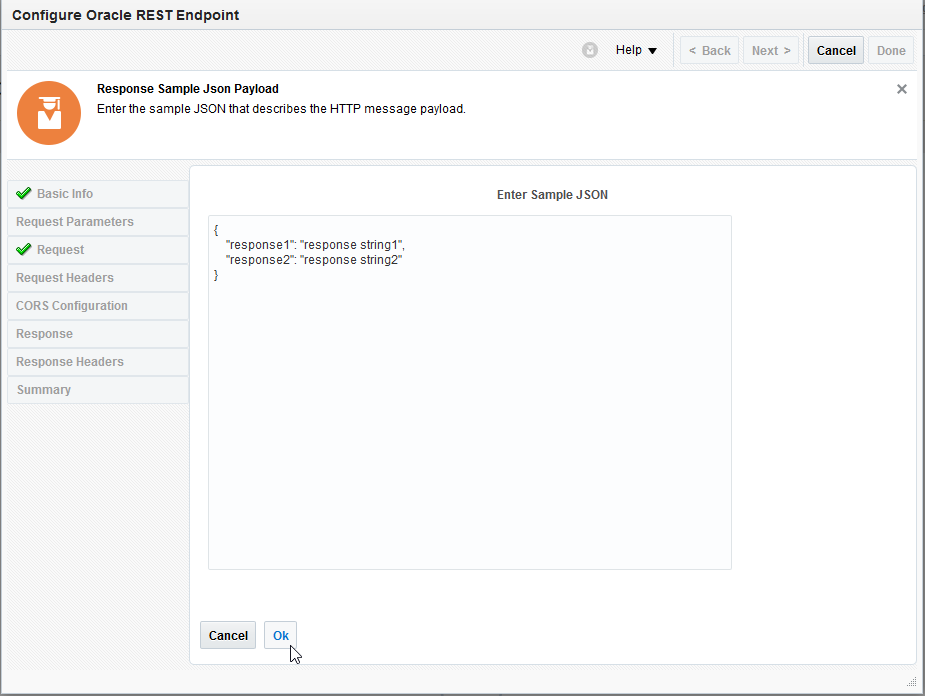 Configure Oracle REST Endpoint
Help
< Back
Next >
Cancel
Done
Response Sample Json Payload
Enter the sample JSON that describes the HTTP message payload.
Basic Info
Request Parameters
Request
Request Headers
CORS Configuration
Response
Response Headers
Summary
Enter Sample JSON
{
"response1": "response string1",
"response2": "response string2"
}
Cancel
Ok